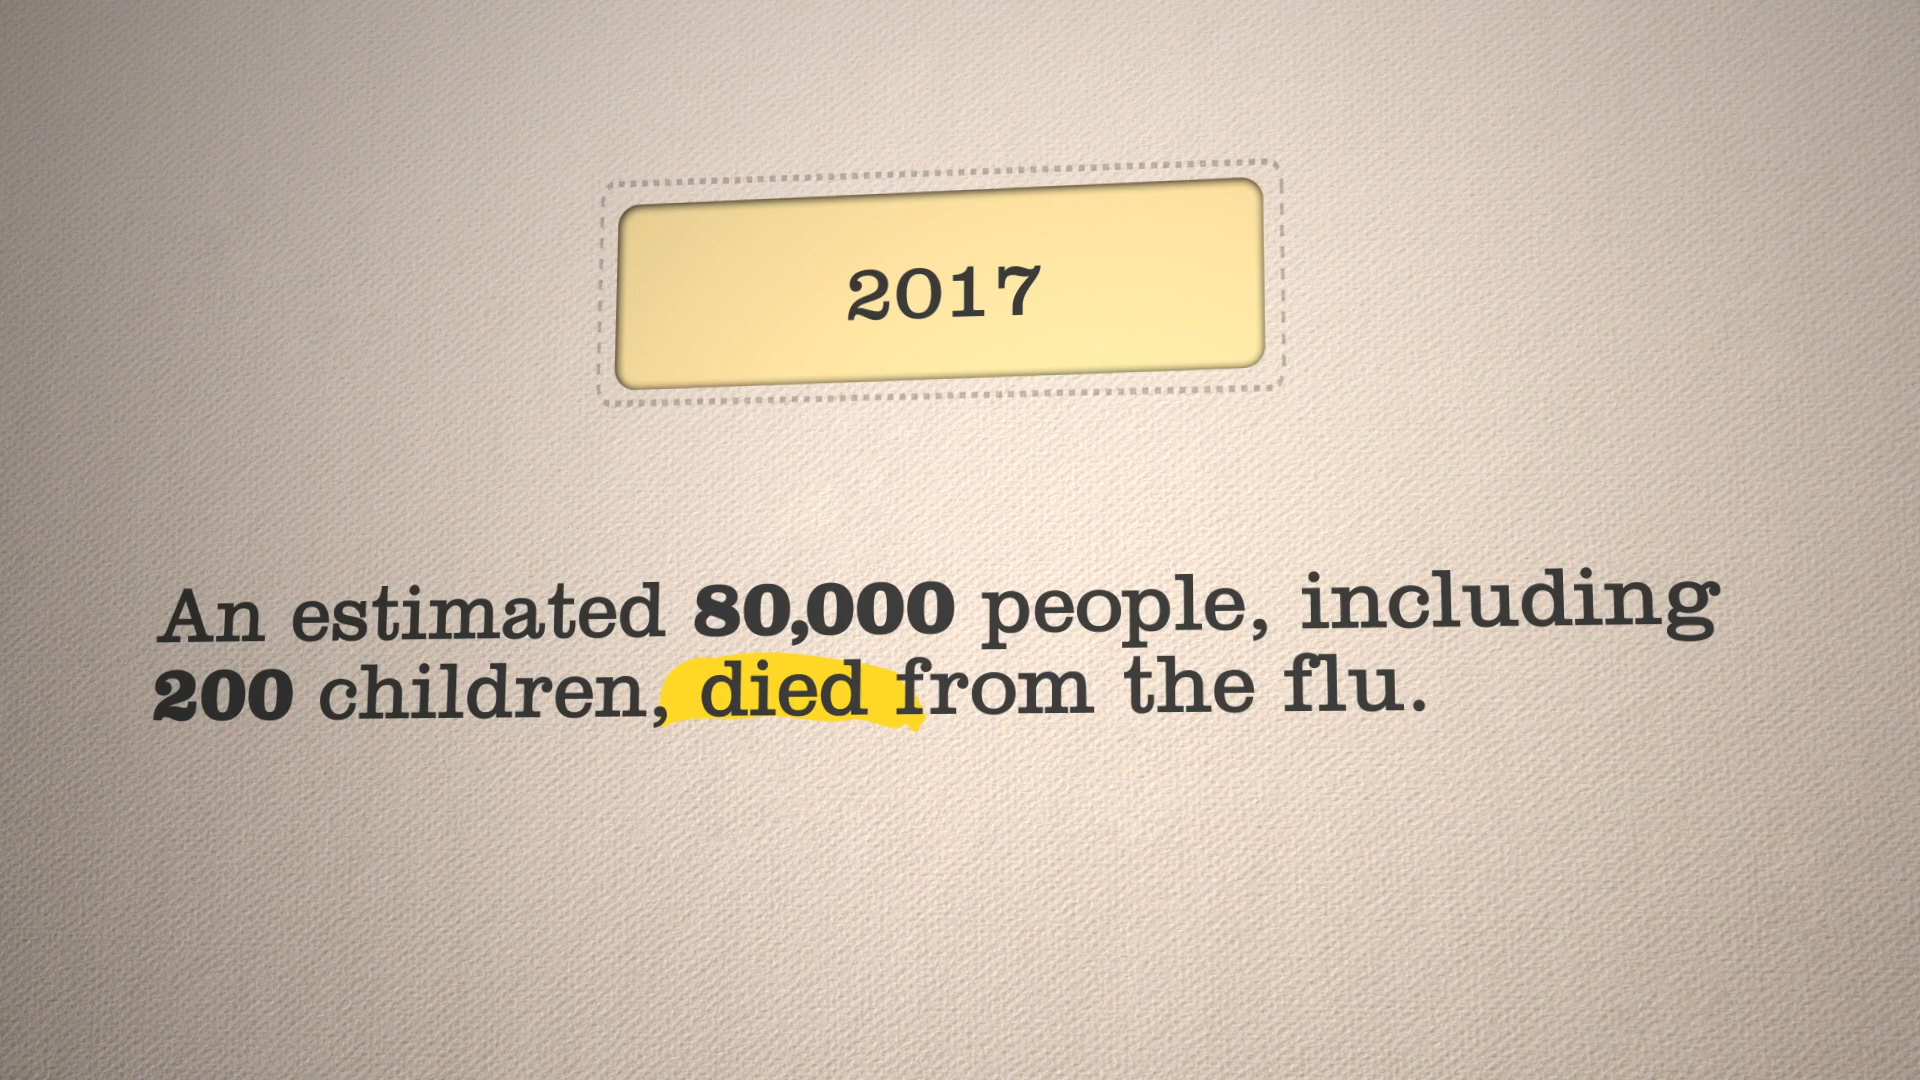 2017
An estimated 80,000 people, including
200 children, died from the flu.